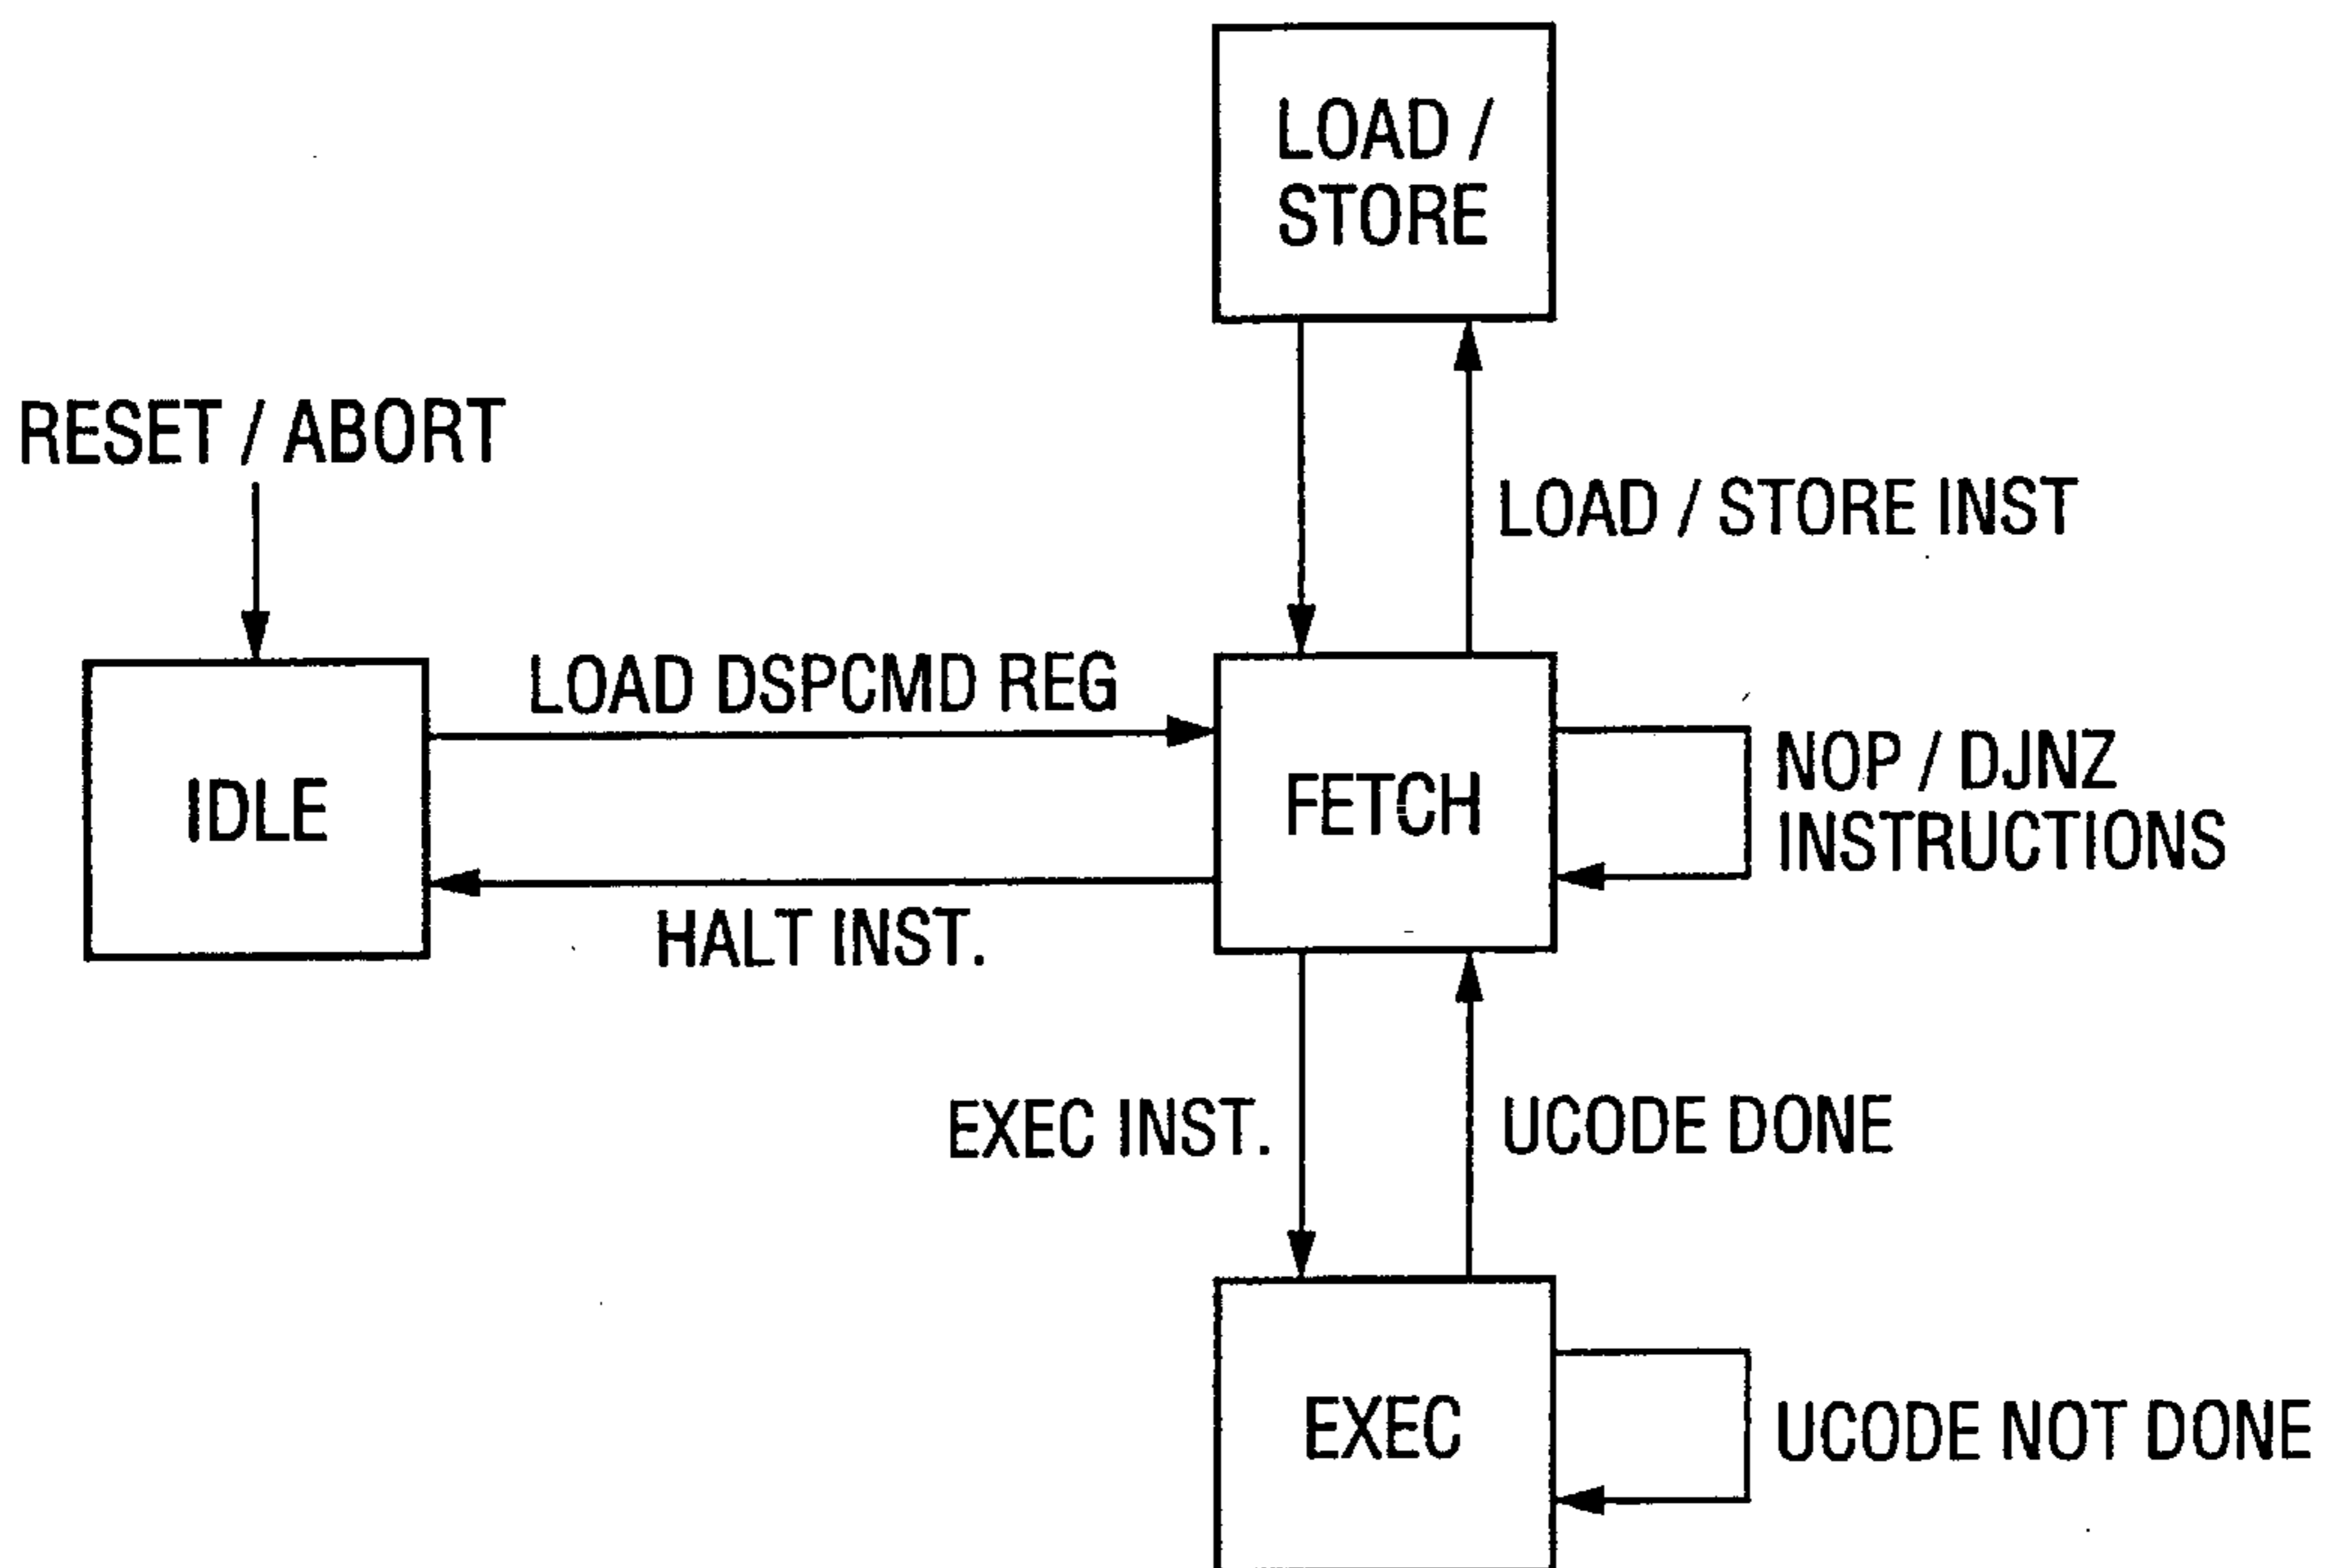 LOAD /
STORE
RESET / ABORT
LOAD / STORE INST
LOAD DSPCMD REG
IDLE
FETCH
NOP / DJNZ
INSTRUCTIONS
HALT INST.
EXEC INST.
UCODE DONE
EXEC
UCODE NOT DONE